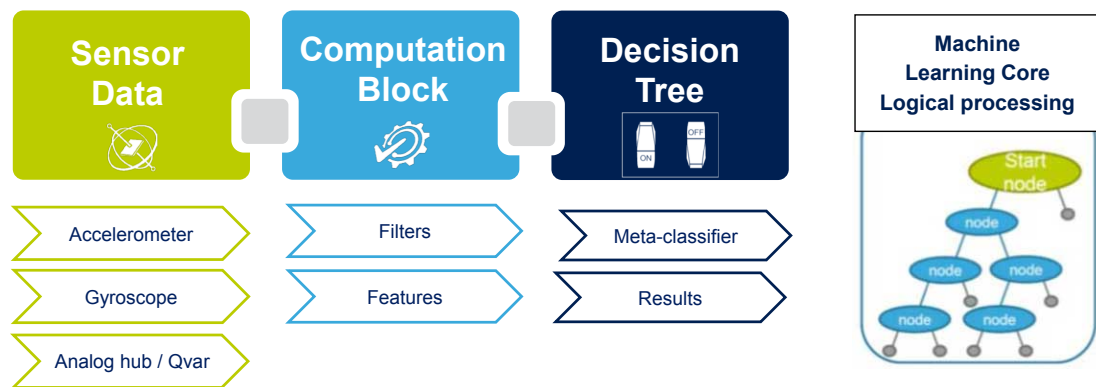 Sensor
Data
Computation
Block
Decision
Tree
ON
OFF
Accelerometer
Gyroscope
Analog hub / Qvar
Filters
Features
Meta-classifier
Results
Machine
Learning Core
Logical processing
Start
node
node
node
node
node
node